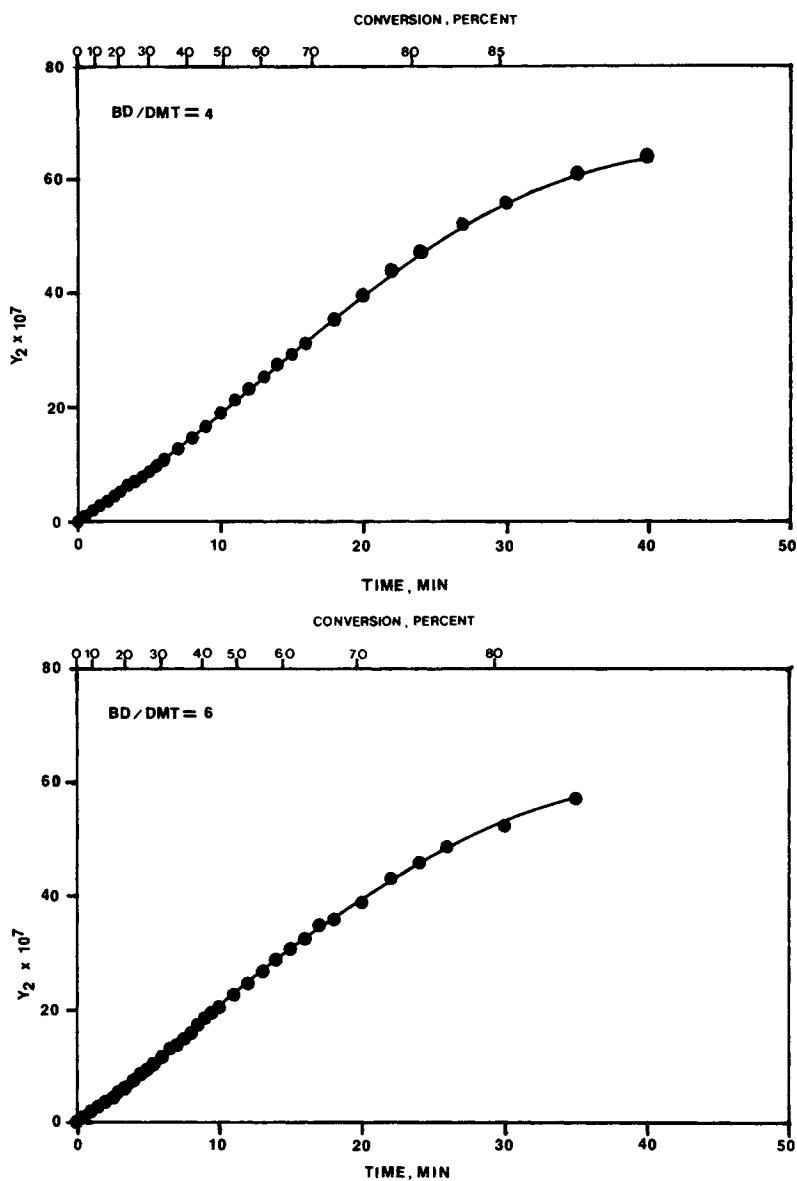 CONVERSION, PERCENT
0 10 20 30 40 50 60 70 80 85
80
BD/DMT = 4
60
40
Y2 x 10^7
20
0
0 10 20 30 40 50
TIME, MIN
CONVERSION, PERCENT
0 10 20 30 40 50 60 70 80
80
BD/DMT = 6
60
40
Y2 x 10^7
20
0
0 10 20 30 40 50
TIME, MIN